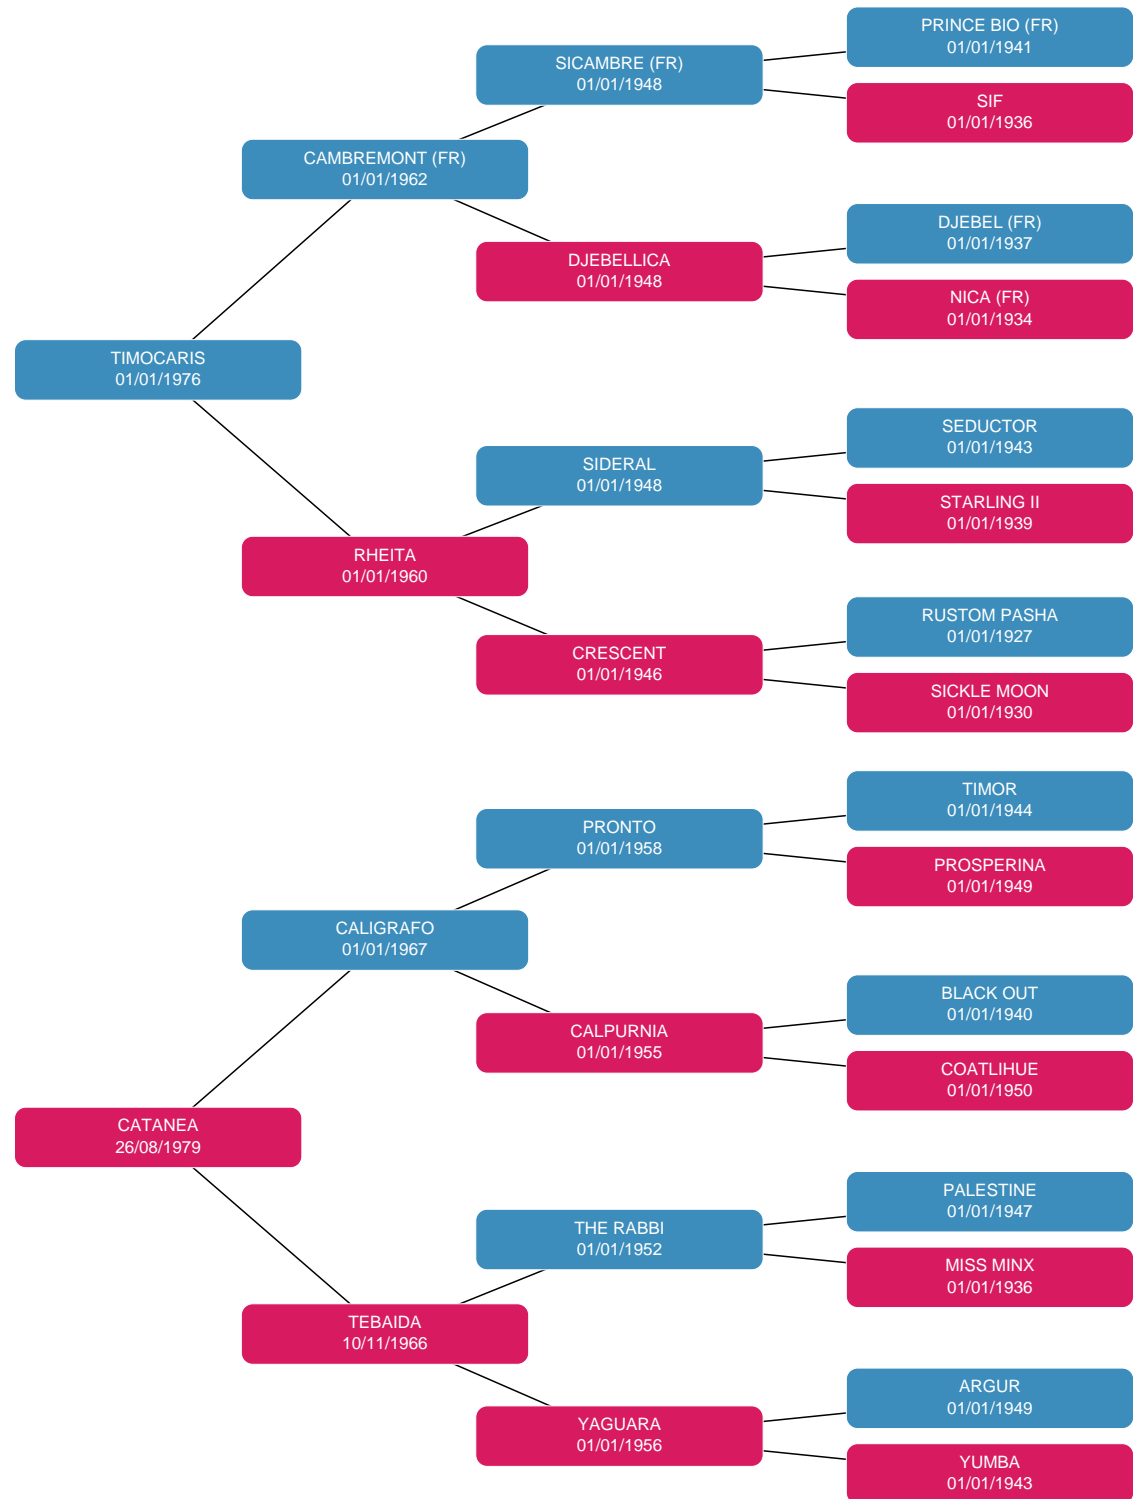 PRINCE BIO (FR)
01/01/1941
SICAMBRE (FR)
01/01/1948
SIF
01/01/1936
CAMBREMONT (FR)
01/01/1962
DJEBEL (FR)
01/01/1937
DJEBELLICA
01/01/1948
NICA (FR)
01/01/1934
TIMOCARIS
01/01/1976
SEDUCTOR
01/01/1943
SIDERAL
01/01/1948
STARLING II
01/01/1939
RHEITA
01/01/1960
RUSTOM PASHA
01/01/1927
CRESCENT
01/01/1946
SICKLE MOON
01/01/1930
TIMOR
01/01/1944
PRONTO
01/01/1958
PROSPERINA
01/01/1949
CALIGRAFO
01/01/1967
BLACK OUT
01/01/1940
CALPURNIA
01/01/1955
COATLIHUE
01/01/1950
CATANEA
26/08/1979
PALESTINE
01/01/1947
THE RABBI
01/01/1952
MISS MINX
01/01/1936
TEBAIDA
10/11/1966
ARGUR
01/01/1949
YAGUARA
01/01/1956
YUMBA
01/01/1943